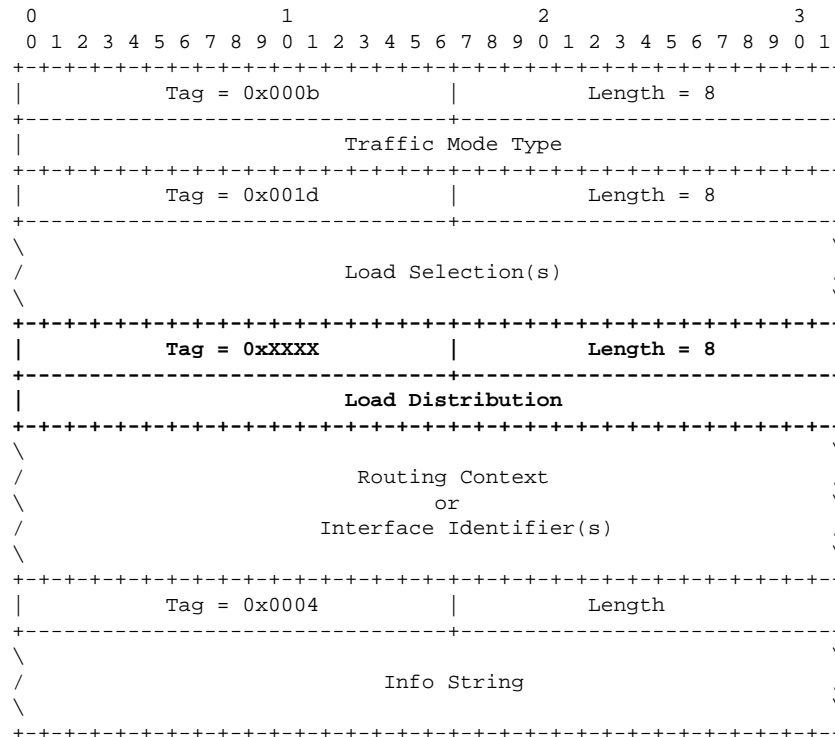 0                   1                   2                   3
 0 1 2 3 4 5 6 7 8 9 0 1 2 3 4 5 6 7 8 9 0 1 2 3 4 5 6 7 8 9 0 1
+-+-+-+-+-+-+-+-+-+-+-+-+-+-+-+-+-+-+-+-+-+-+-+-+-+-+-+-+-+-+-+-
|           Tag = 0x000b          |          Length = 8
+---------------------------------+------------------------------
|                         Traffic Mode Type
+-+-+-+-+-+-+-+-+-+-+-+-+-+-+-+-+-+-+-+-+-+-+-+-+-+-+-+-+-+-+-+-
|           Tag = 0x001d          |          Length = 8
+---------------------------------+------------------------------
\                                                               \
/                         Load Selection(s)                     /
\                                                               \
+-+-+-+-+-+-+-+-+-+-+-+-+-+-+-+-+-+-+-+-+-+-+-+-+-+-+-+-+-+-+-+-
|           Tag = 0xXXXX          |          Length = 8
+---------------------------------+------------------------------
|                         Load Distribution
+-+-+-+-+-+-+-+-+-+-+-+-+-+-+-+-+-+-+-+-+-+-+-+-+-+-+-+-+-+-+-+-
\                                                               \
/                          Routing Context                      /
\                                or                             \
/                       Interface Identifier(s)                 /
\                                                               \
+-+-+-+-+-+-+-+-+-+-+-+-+-+-+-+-+-+-+-+-+-+-+-+-+-+-+-+-+-+-+-+-
|           Tag = 0x0004          |          Length
+---------------------------------+------------------------------
\                                                               \
/                            Info String                        /
\                                                               \
+-+-+-+-+-+-+-+-+-+-+-+-+-+-+-+-+-+-+-+-+-+-+-+-+-+-+-+-+-+-+-+-